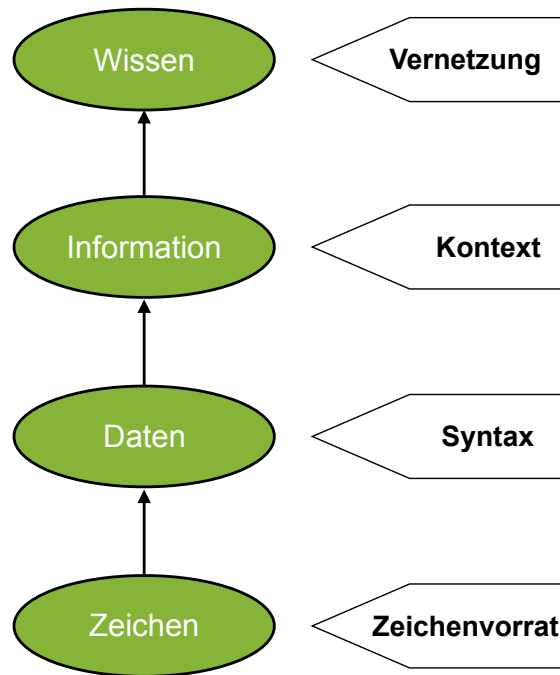 Wissen
Vernetzung
Information
Kontext
Daten
Syntax
Zeichen
Zeichenvorrat